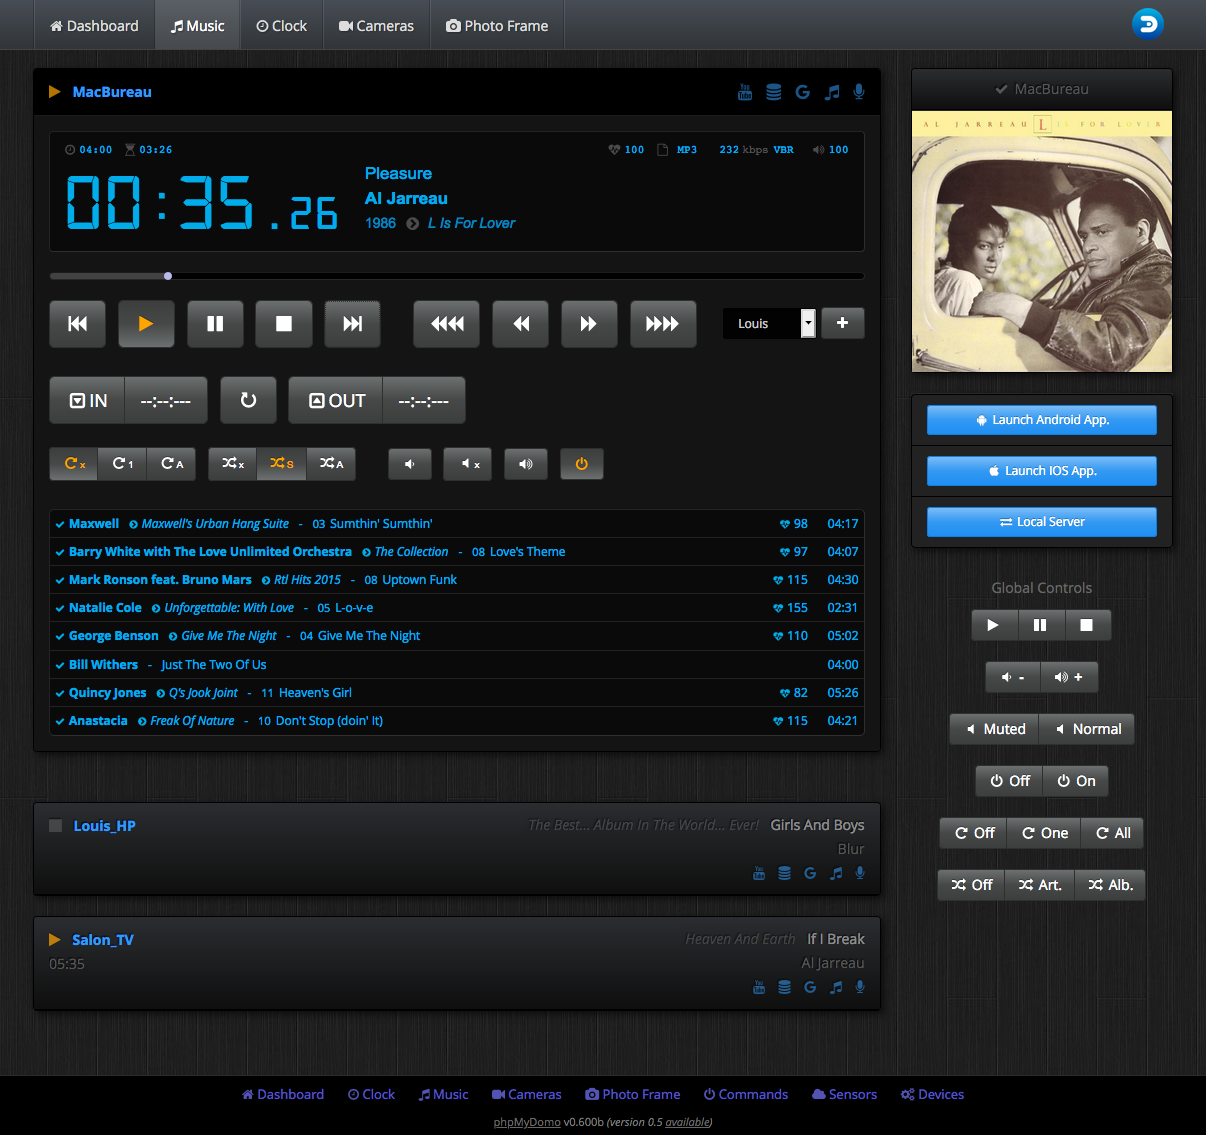 Dashboard Music Clock Cameras Photo Frame
MacBureau
04:00 03:26 100 MP3 232 kbps VBR 100
00:35.26
Pleasure
Al Jarreau
1986 L Is For Lover
Louis
IN --:--:--- OUT --:--:---
x 1 A x S A x
Maxwell Maxwell's Urban Hang Suite - 03 Sumthin' Sumthin' 98 04:17
Barry White with The Love Unlimited Orchestra The Collection - 08 Love's Theme 97 04:07
Mark Ronson feat. Bruno Mars Rtl Hits 2015 - 08 Uptown Funk 115 04:30
Natalie Cole Unforgettable: With Love - 05 L-o-v-e 155 02:31
George Benson Give Me The Night - 04 Give Me The Night 110 05:02
Bill Withers - Just The Two Of Us 04:00
Quincy Jones Q's Jook Joint - 11 Heaven's Girl 82 05:26
Anastacia Freak Of Nature - 10 Don't Stop (doin' It) 115 04:21
Louis_HP The Best... Album In The World... Ever! Girls And Boys
Blur
Salon_TV Heaven And Earth If I Break
05:35 Al Jarreau
MacBureau
AL JARREAU L IS FOR LOVER
Launch Android App.
Launch IOS App.
Local Server
Global Controls
- +
Muted Normal
Off On
Off One All
Off Art. Alb.
Dashboard Clock Music Cameras Photo Frame Commands Sensors Devices
phpMyDomo v0.600b (version 0.5 available)